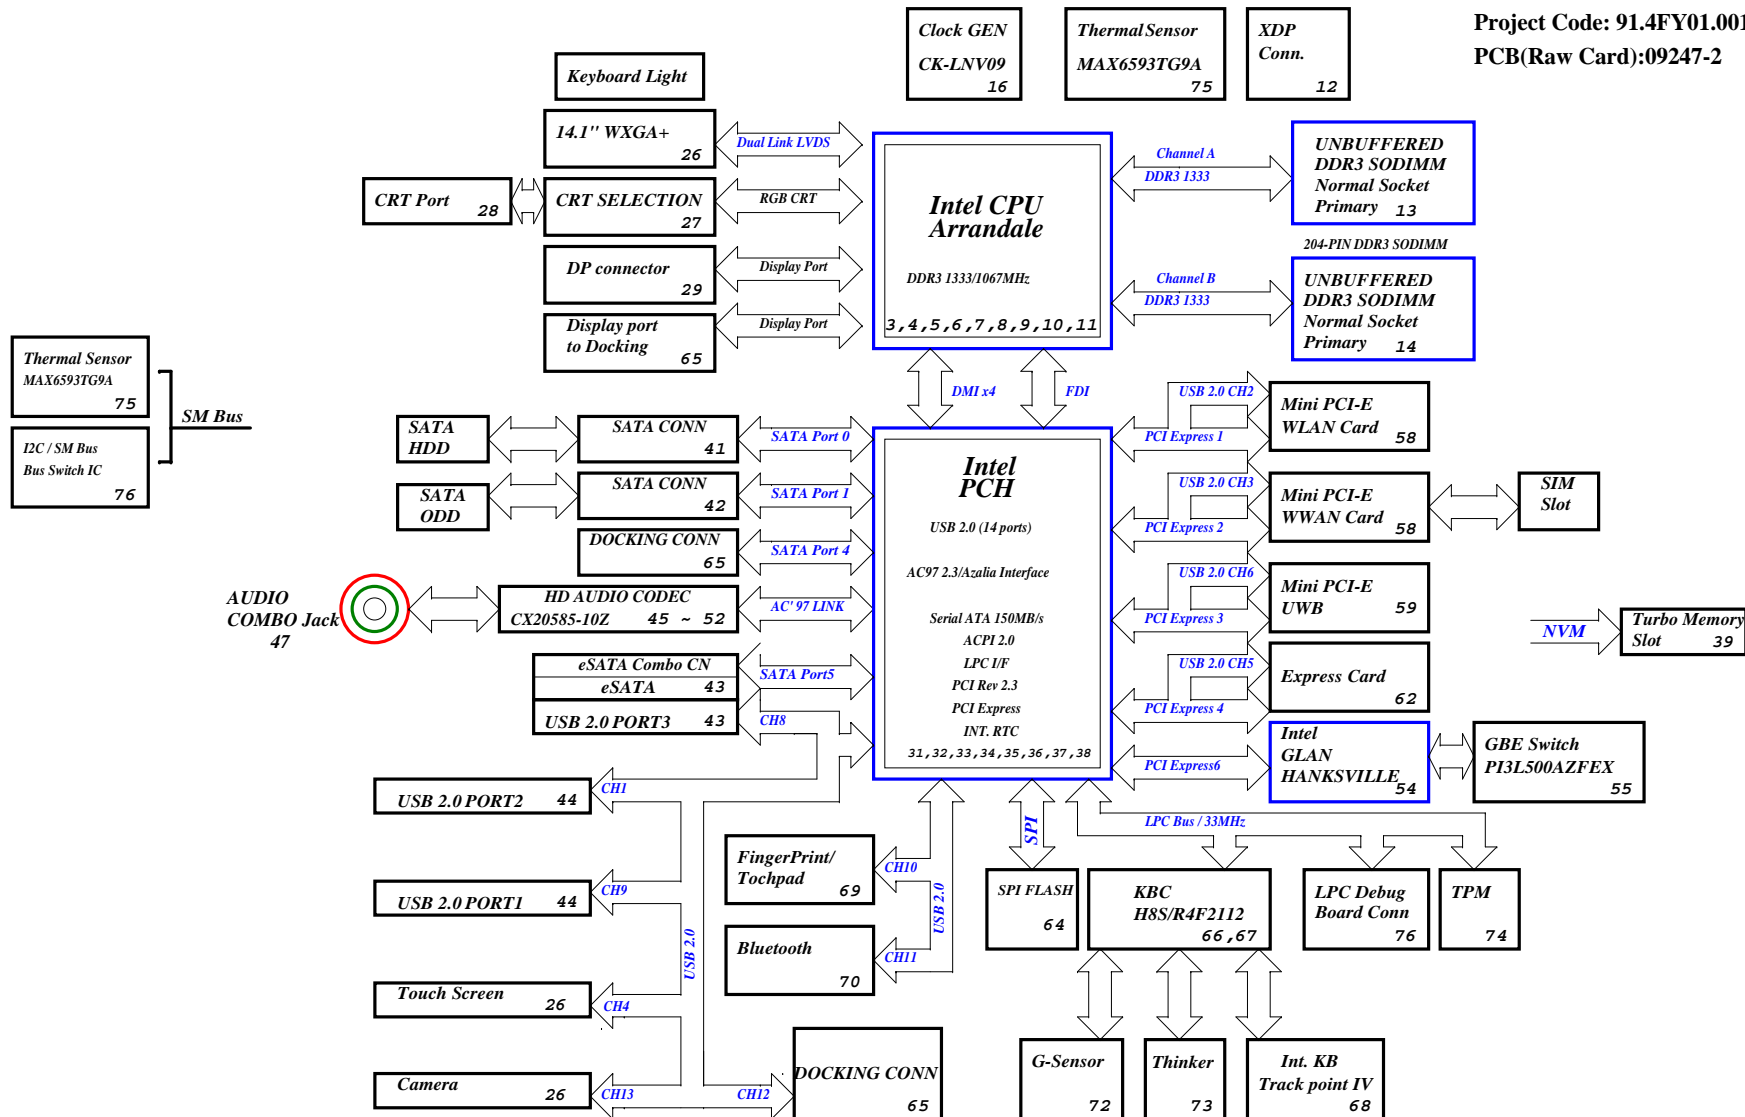 Project Code: 91.4FY01.001
PCB(Raw Card):09247-2
Clock GEN
CK-LNV09
16
Thermal Sensor
MAX6593TG9A
75
XDP
Conn.
12
Keyboard Light
14.1" WXGA+
26
Dual Link LVDS
CRT Port
28
CRT SELECTION
27
RGB CRT
DP connector
29
Display Port
Display port
to Docking
65
Display Port
Intel CPU
Arrandale
DDR3 1333/1067MHz
3,4,5,6,7,8,9,10,11
Channel A
DDR3 1333
UNBUFFERED
DDR3 SODIMM
Normal Socket
Primary 13
204-PIN DDR3 SODIMM
Channel B
DDR3 1333
UNBUFFERED
DDR3 SODIMM
Normal Socket
Primary 14
Thermal Sensor
MAX6593TG9A
75
SM Bus
I2C / SM Bus
Bus Switch IC
76
DMI x4
FDI
SATA
HDD
SATA CONN
41
SATA Port 0
SATA
ODD
SATA CONN
42
SATA Port 1
DOCKING CONN
65
SATA Port 4
AUDIO
COMBO Jack
47
HD AUDIO CODEC
CX20585-10Z 45 ~ 52
AC' 97 LINK
eSATA Combo CN
eSATA 43
SATA Port5
USB 2.0 PORT3 43
CH8
Intel
PCH
USB 2.0 (14 ports)
AC97 2.3/Azalia Interface
Serial ATA 150MB/s
ACPI 2.0
LPC I/F
PCI Rev 2.3
PCI Express
INT. RTC
31,32,33,34,35,36,37,38
USB 2.0 CH2
PCI Express 1
Mini PCI-E
WLAN Card
58
USB 2.0 CH3
PCI Express 2
Mini PCI-E
WWAN Card
58
SIM
Slot
USB 2.0 CH6
PCI Express 3
Mini PCI-E
UWB
59
NVM
Turbo Memory
Slot 39
USB 2.0 CH5
PCI Express 4
Express Card
62
PCI Express6
Intel
GLAN
HANKSVILLE
54
GBE Switch
PI3L500AZFEX
55
USB 2.0 PORT2 44
CH1
USB 2.0 PORT1 44
CH9
USB 2.0
Touch Screen
26
CH4
Camera
26
CH13
CH12
DOCKING CONN
65
FingerPrint/
Tochpad
69
CH10
USB 2.0
Bluetooth
70
CH11
SPI
LPC Bus / 33MHz
SPI FLASH
64
KBC
H8S/R4F2112
66,67
LPC Debug
Board Conn
76
TPM
74
G-Sensor
72
Thinker
73
Int. KB
Track point IV
68